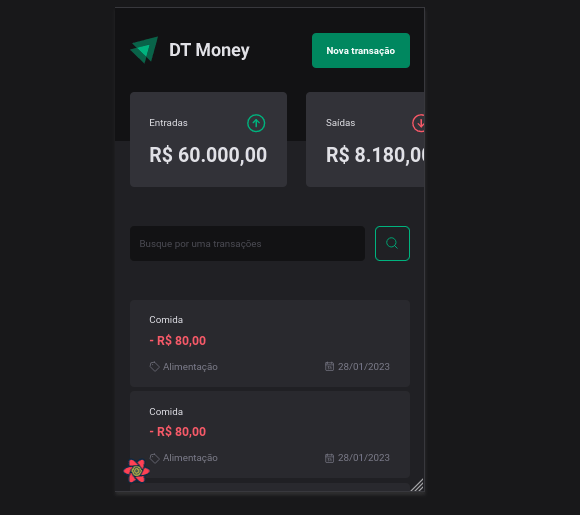 DT Money
Nova transação
Entradas
R$ 60.000,00
Saídas
R$ 8.180,0
Busque por uma transações
Comida
- R$ 80,00
Alimentação 28/01/2023
Comida
- R$ 80,00
Alimentação 28/01/2023